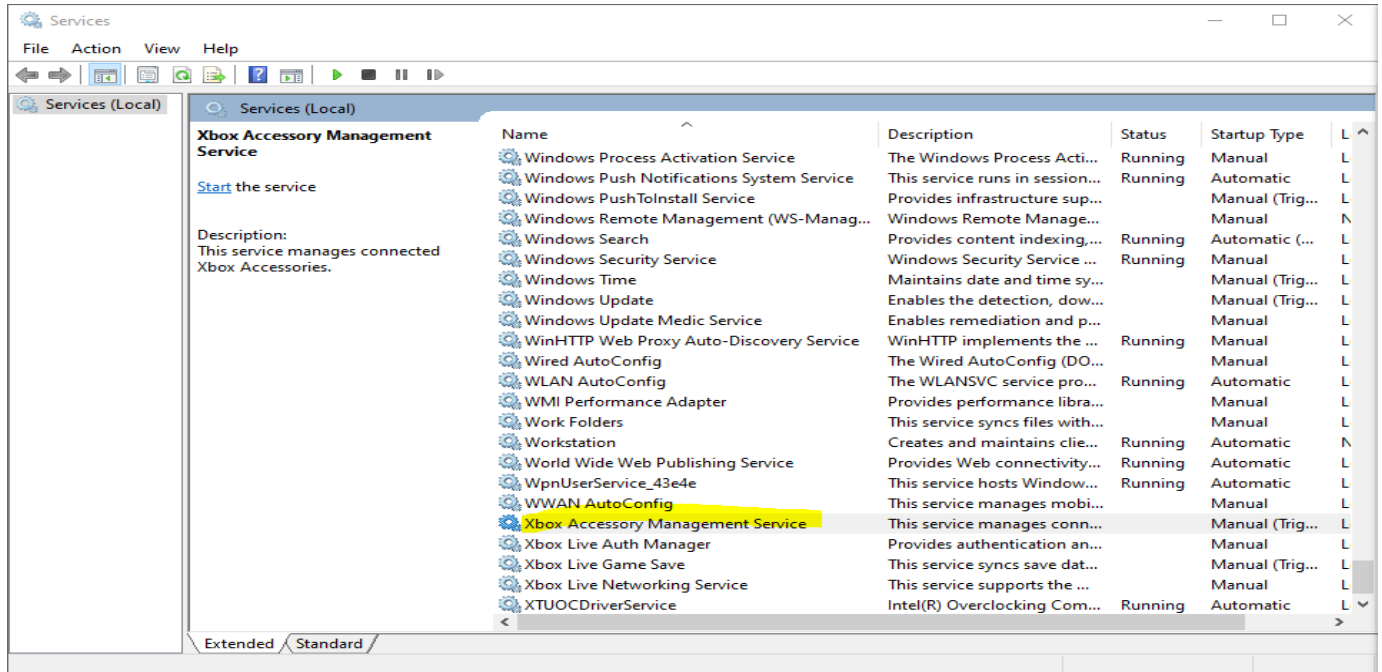 Services
File Action View Help
Services (Local)
Services (Local)
Xbox Accessory Management
Service
Start the service
Description:
This service manages connected
Xbox Accessories.
Name Description Status Startup Type L
Windows Process Activation Service The Windows Process Acti... Running Manual L
Windows Push Notifications System Service This service runs in session... Running Automatic L
Windows PushToInstall Service Provides infrastructure sup... Manual (Trig... L
Windows Remote Management (WS-Manag... Windows Remote Manage... Manual N
Windows Search Provides content indexing,... Running Automatic (... L
Windows Security Service Windows Security Service ... Running Manual L
Windows Time Maintains date and time sy... Manual (Trig... L
Windows Update Enables the detection, dow... Manual (Trig... L
Windows Update Medic Service Enables remediation and p... Manual L
WinHTTP Web Proxy Auto-Discovery Service WinHTTP implements the ... Running Manual L
Wired AutoConfig The Wired AutoConfig (DO... Manual L
WLAN AutoConfig The WLANSVC service pro... Running Automatic L
WMI Performance Adapter Provides performance libra... Manual L
Work Folders This service syncs files with... Manual L
Workstation Creates and maintains clie... Running Automatic N
World Wide Web Publishing Service Provides Web connectivity... Running Automatic L
WpnUserService_43e4e This service hosts Window... Running Automatic L
WWAN AutoConfig This service manages mobi... Manual L
Xbox Accessory Management Service This service manages conn... Manual (Trig... L
Xbox Live Auth Manager Provides authentication an... Manual L
Xbox Live Game Save This service syncs save dat... Manual (Trig... L
Xbox Live Networking Service This service supports the ... Manual L
XTUOCDriverService Intel(R) Overclocking Com... Running Automatic L
Extended Standard